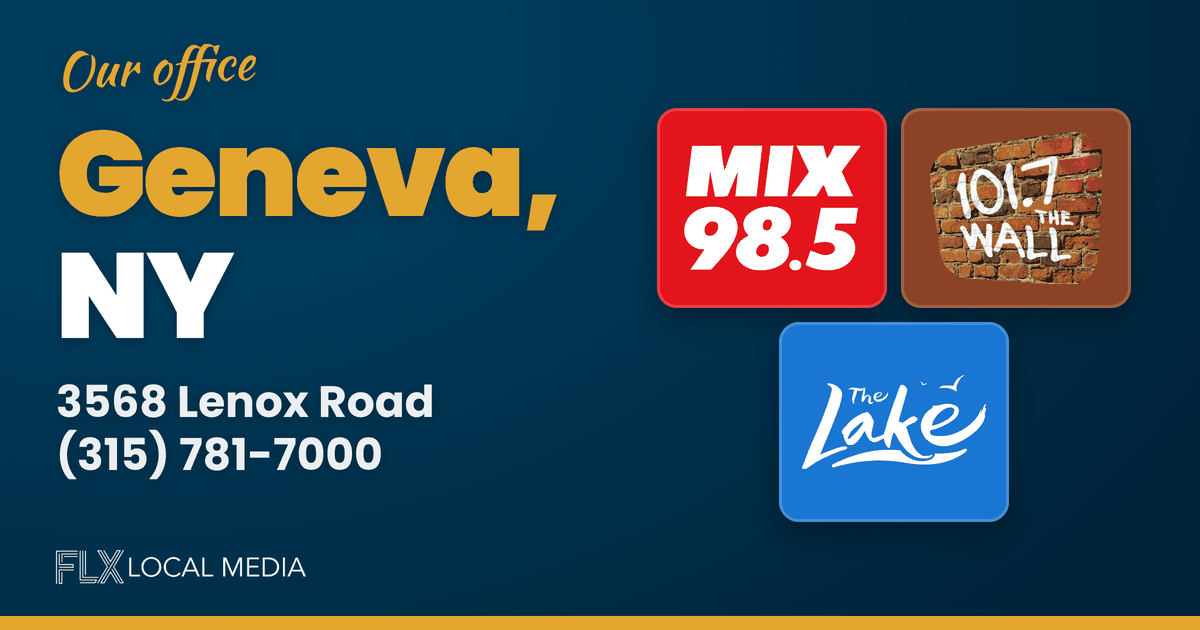 Our office
Geneva,
NY
3568 Lenox Road
(315) 781-7000
FLX LOCAL MEDIA
MIX
98.5
101.7
THE
WALL
The
Lake